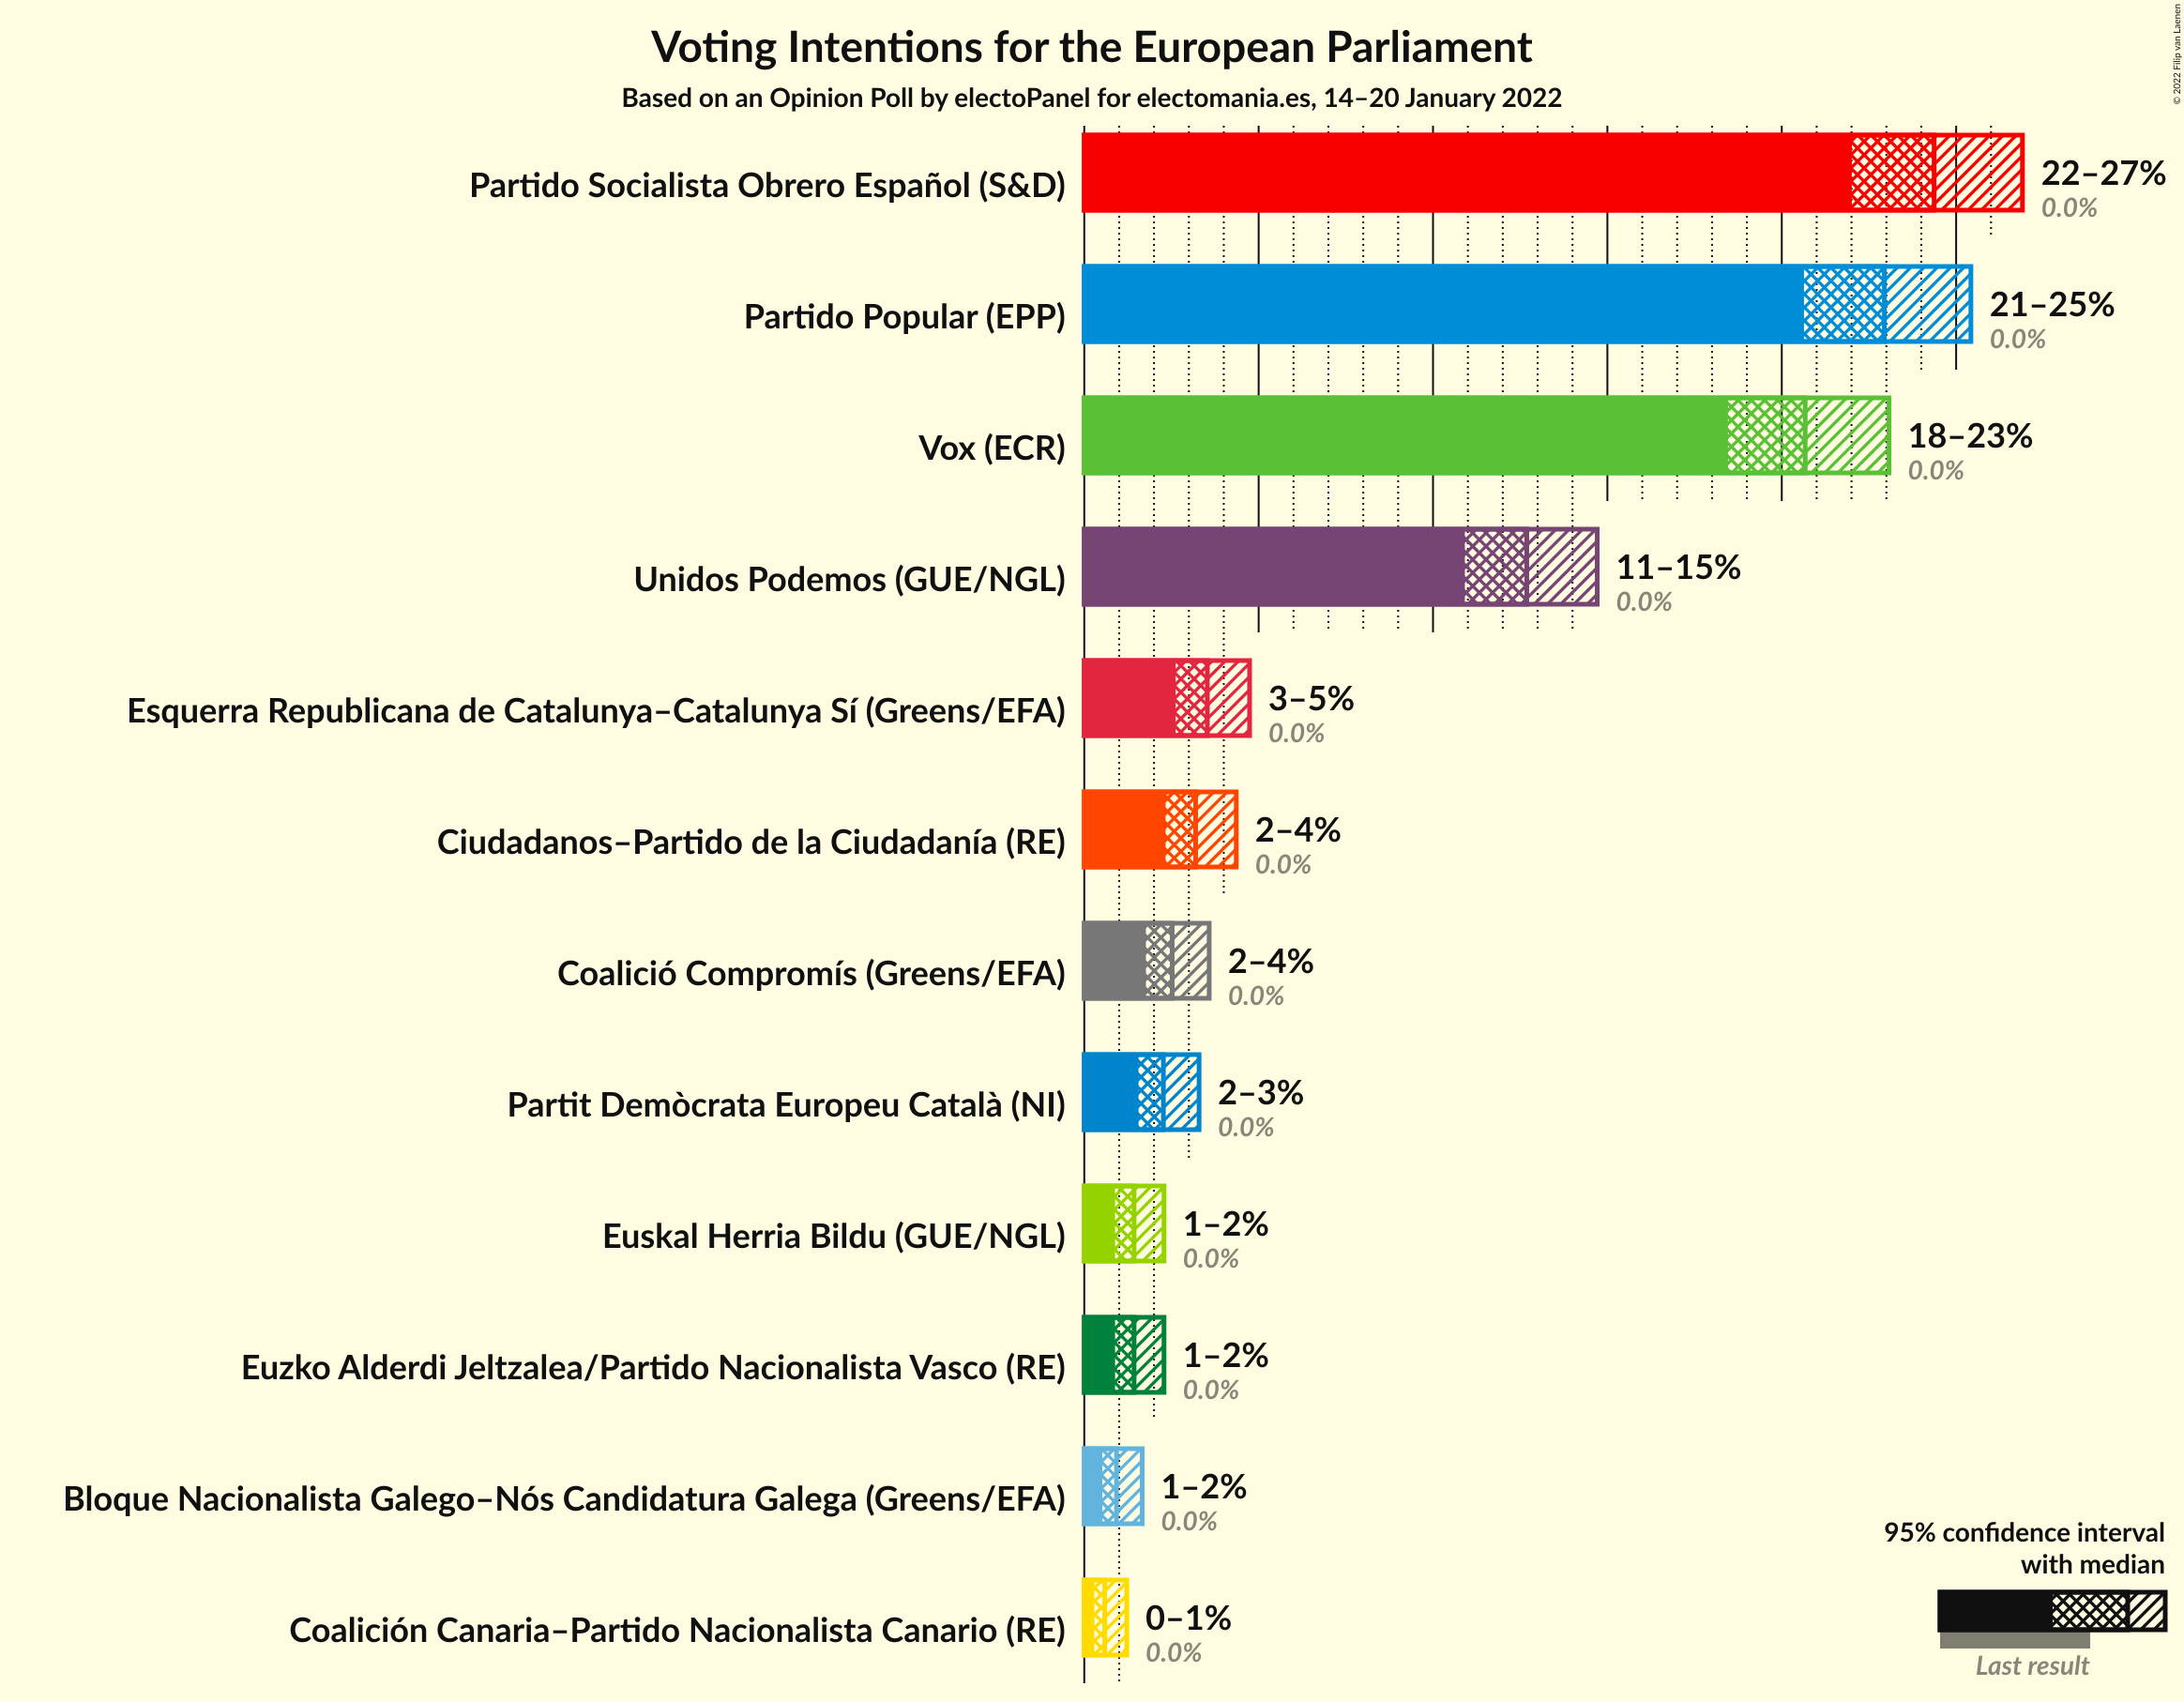 Voting Intentions for the European Parliament
Based on an Opinion Poll by electoPanel for electomania.es, 14–20 January 2022
© 2022 Filip van Laenen
Partido Socialista Obrero Español (S&D)
22–27%
0.0%
Partido Popular (EPP)
21–25%
0.0%
Vox (ECR)
18–23%
0.0%
Unidos Podemos (GUE/NGL)
11–15%
0.0%
Esquerra Republicana de Catalunya–Catalunya Sí (Greens/EFA)
3–5%
0.0%
Ciudadanos–Partido de la Ciudadanía (RE)
2–4%
0.0%
Coalició Compromís (Greens/EFA)
2–4%
0.0%
Partit Demòcrata Europeu Català (NI)
2–3%
0.0%
Euskal Herria Bildu (GUE/NGL)
1–2%
0.0%
Euzko Alderdi Jeltzalea/Partido Nacionalista Vasco (RE)
1–2%
0.0%
Bloque Nacionalista Galego–Nós Candidatura Galega (Greens/EFA)
1–2%
0.0%
Coalición Canaria–Partido Nacionalista Canario (RE)
0–1%
0.0%
95% confidence interval
with median
Last result